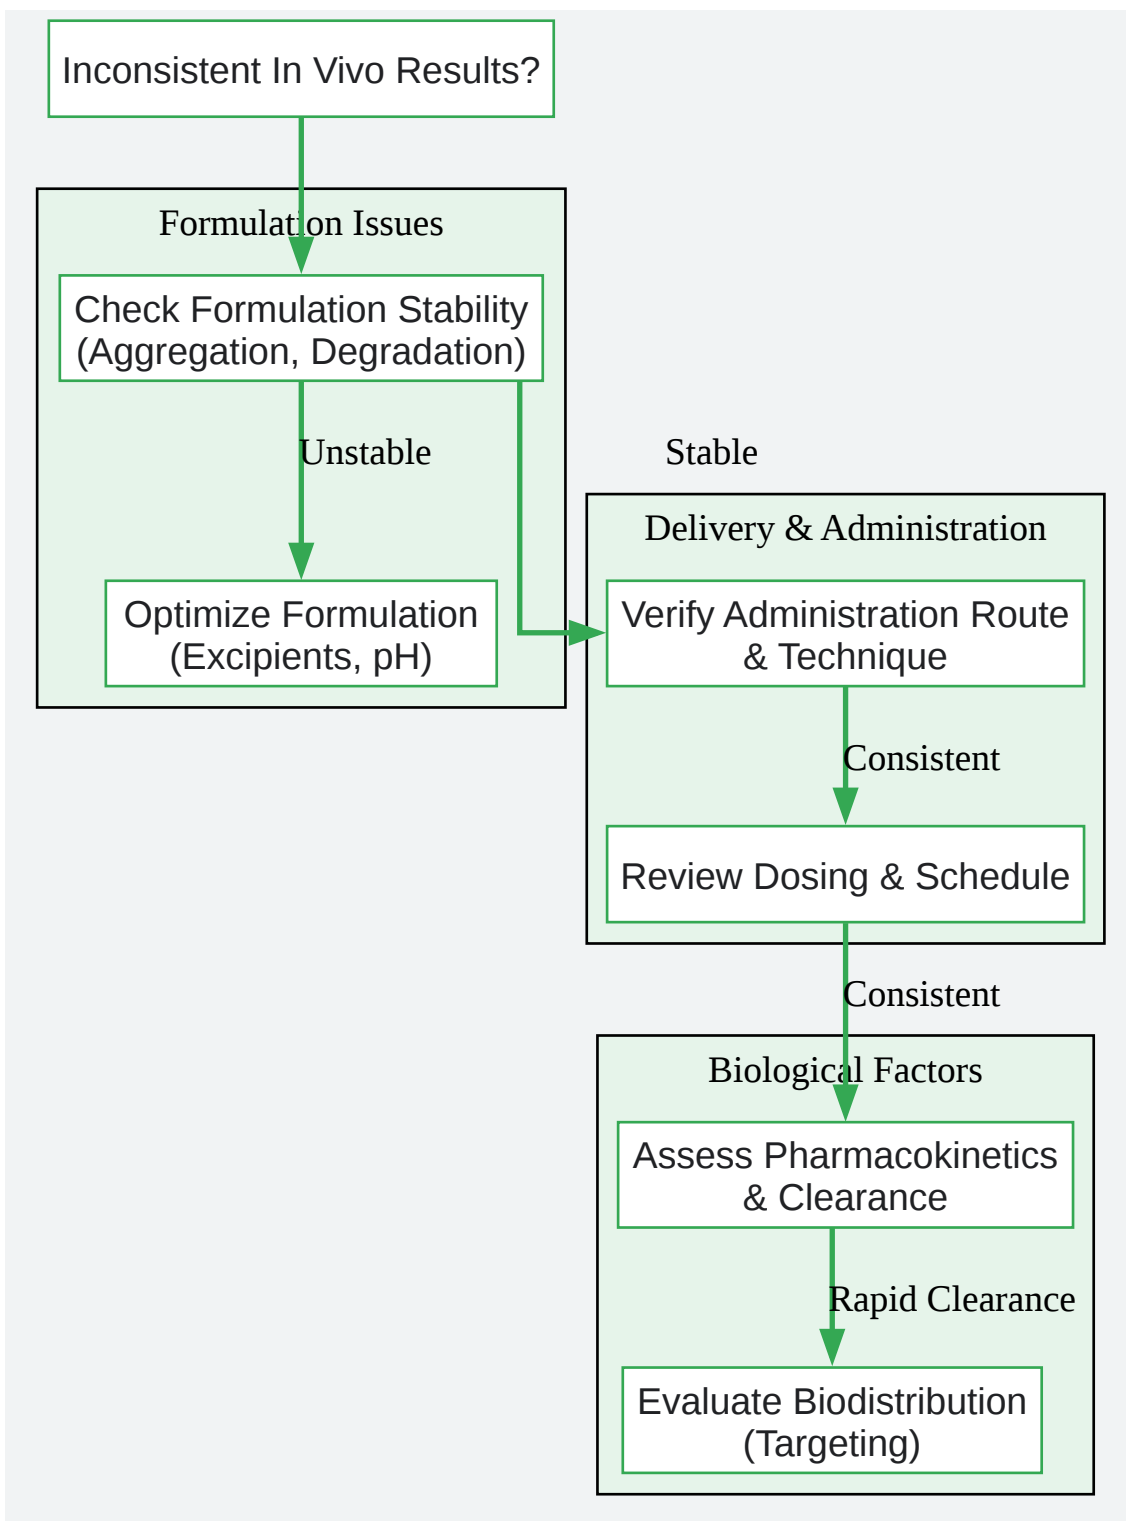 Inconsistent In Vivo Results?
Formulation Issues
Check Formulation Stability
(Aggregation, Degradation)
Unstable
Stable
Optimize Formulation
(Excipients, pH)
Delivery & Administration
Verify Administration Route
& Technique
Consistent
Review Dosing & Schedule
Consistent
Biological Factors
Assess Pharmacokinetics
& Clearance
Rapid Clearance
Evaluate Biodistribution
(Targeting)